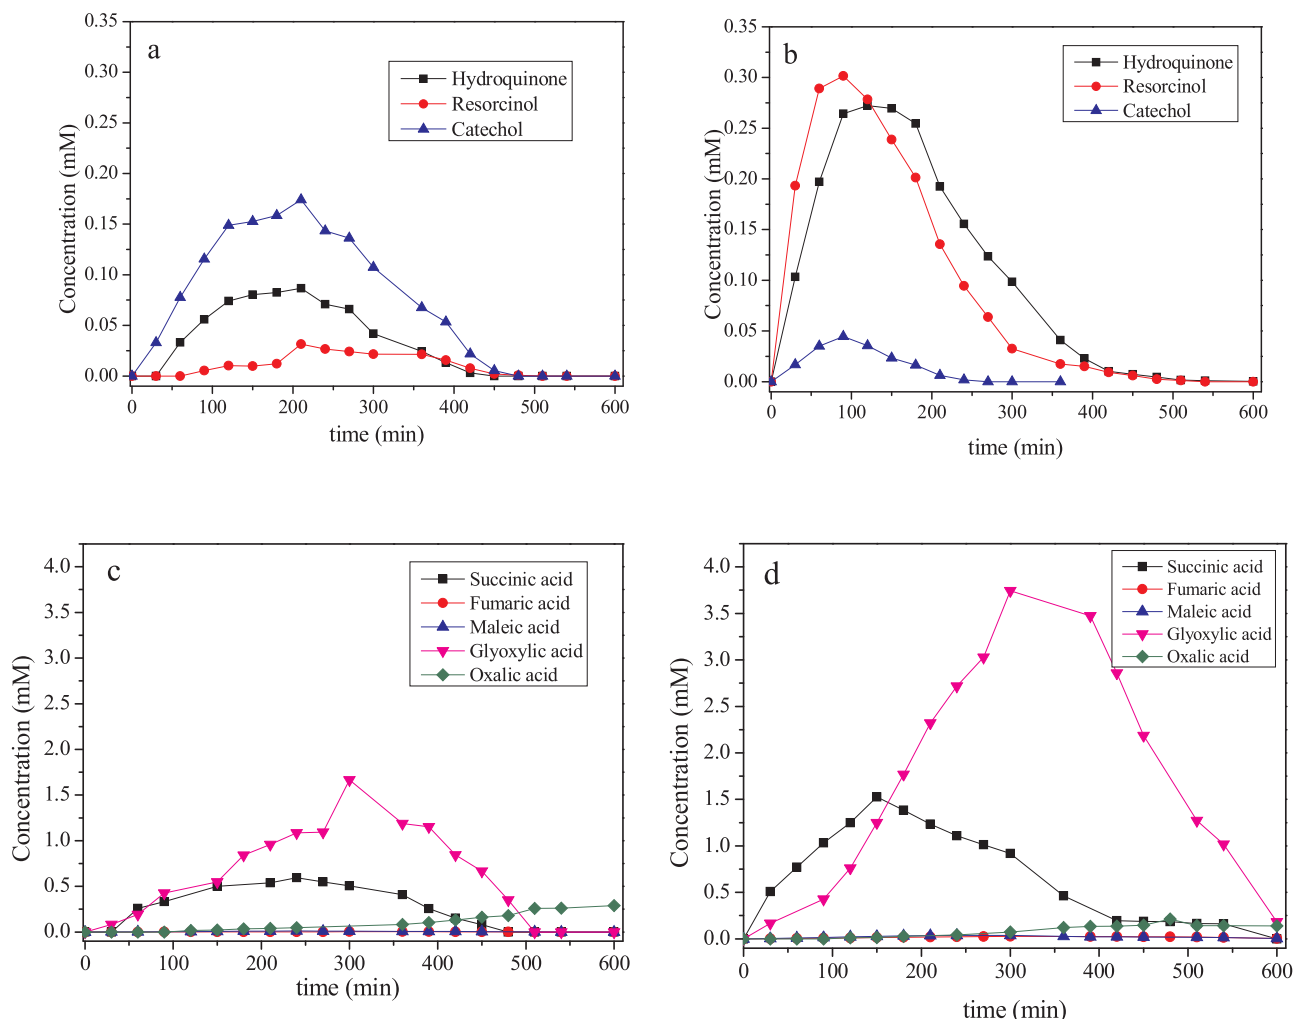 a
0.35
0.30
0.25
0.20
0.15
0.10
0.05
0.00
Concentration (mM)
Hydroquinone
Resorcinol
Catechol
0 100 200 300 400 500 600
time (min)
b
0.35
0.30
0.25
0.20
0.15
0.10
0.05
0.00
Concentration (mM)
Hydroquinone
Resorcinol
Catechol
0 100 200 300 400 500 600
time (min)
c
4.0
3.5
3.0
2.5
2.0
1.5
1.0
0.5
0.0
Concentration (mM)
Succinic acid
Fumaric acid
Maleic acid
Glyoxylic acid
Oxalic acid
0 100 200 300 400 500 600
time (min)
d
4.0
3.5
3.0
2.5
2.0
1.5
1.0
0.5
0.0
Concentration (mM)
Succinic acid
Fumaric acid
Maleic acid
Glyoxylic acid
Oxalic acid
0 100 200 300 400 500 600
time (min)